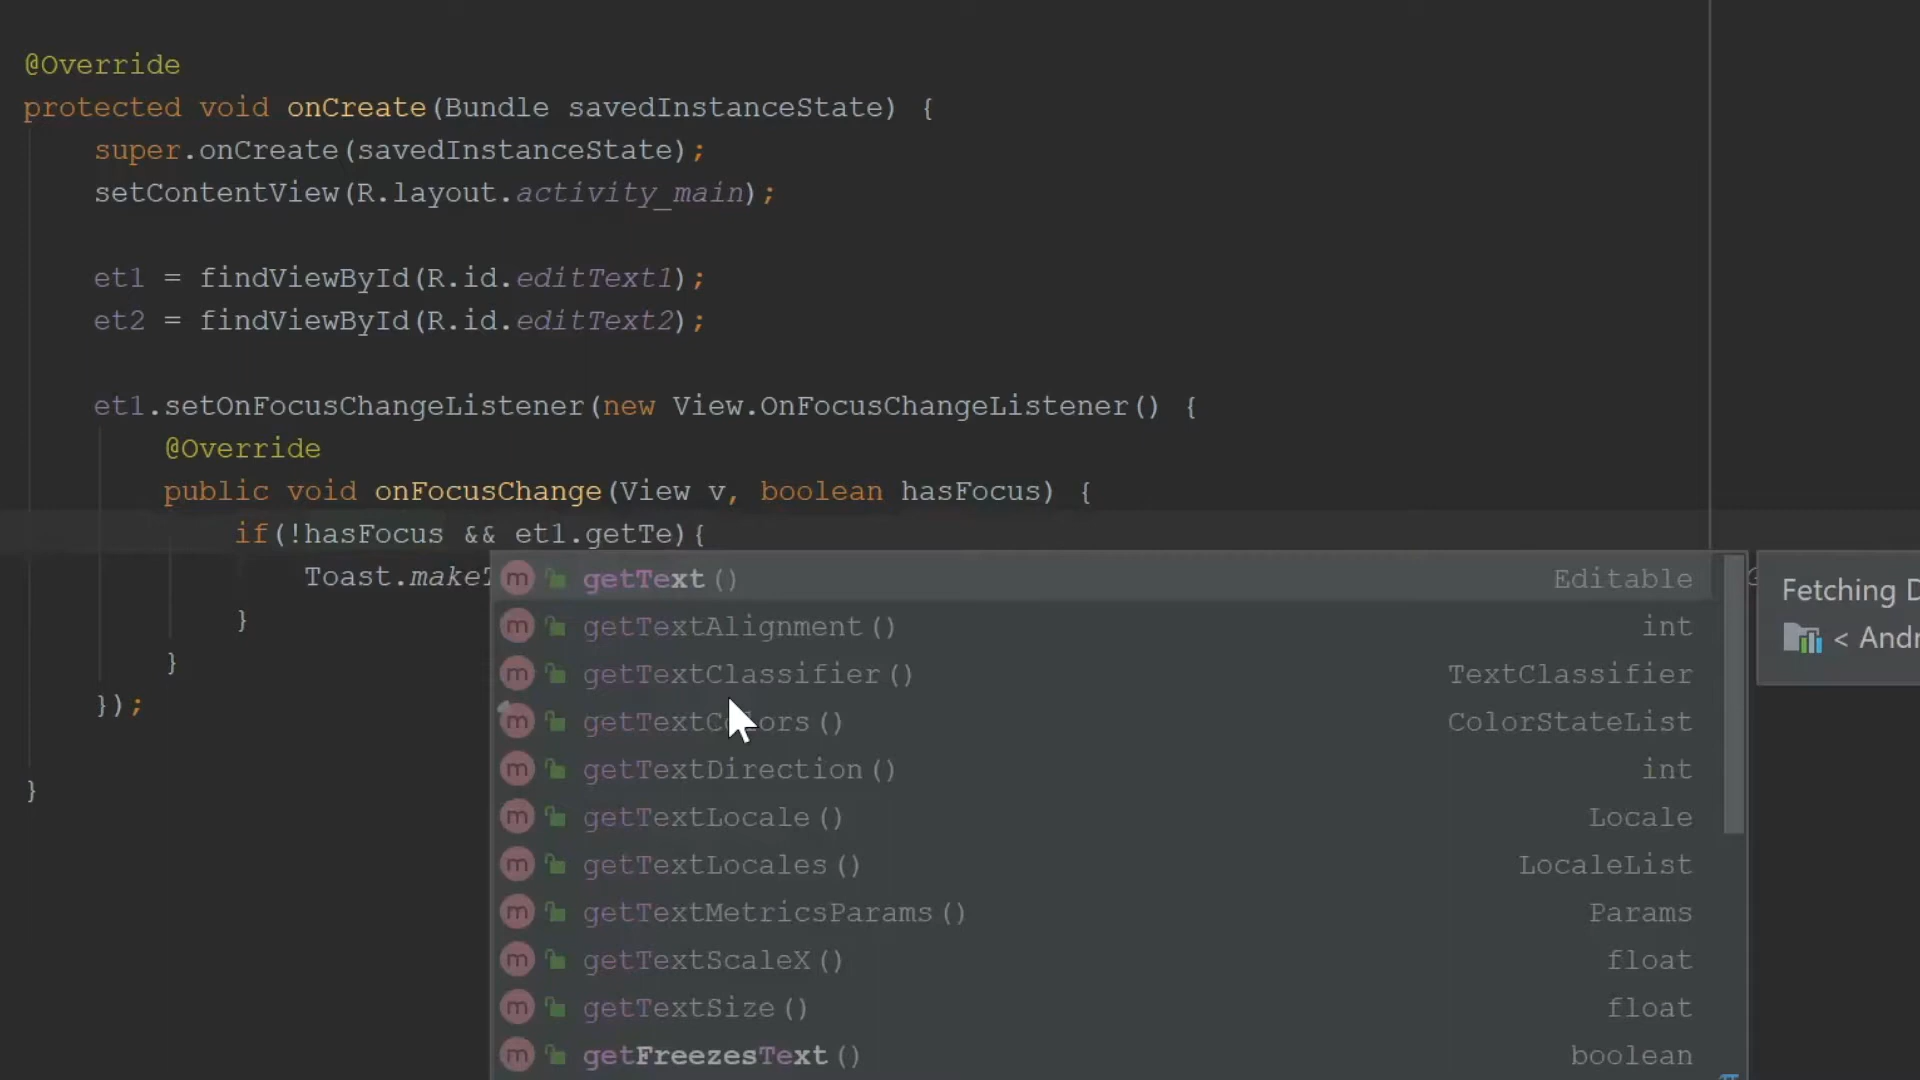 @Override
protected void onCreate(Bundle savedInstanceState) {
super.onCreate(savedInstanceState);
setContentView(R.layout.activity_main);
et1 = findViewById(R.id.editText1);
et2 = findViewById(R.id.editText2);
et1.setOnFocusChangeListener(new View.OnFocusChangeListener() {
@Override
public void onFocusChange(View v, boolean hasFocus) {
if(!hasFocus && et1.getTe){
Toast.make
}
}
});
}
m getText() Editable
m getTextAlignment() int
m getTextClassifier() TextClassifier
m getTextColors() ColorStateList
m getTextDirection() int
m getTextLocale() Locale
m getTextLocales() LocaleList
m getTextMetricsParams() Params
m getTextScaleX() float
m getTextSize() float
m getFreezesText() boolean
Fetching D
< Andr